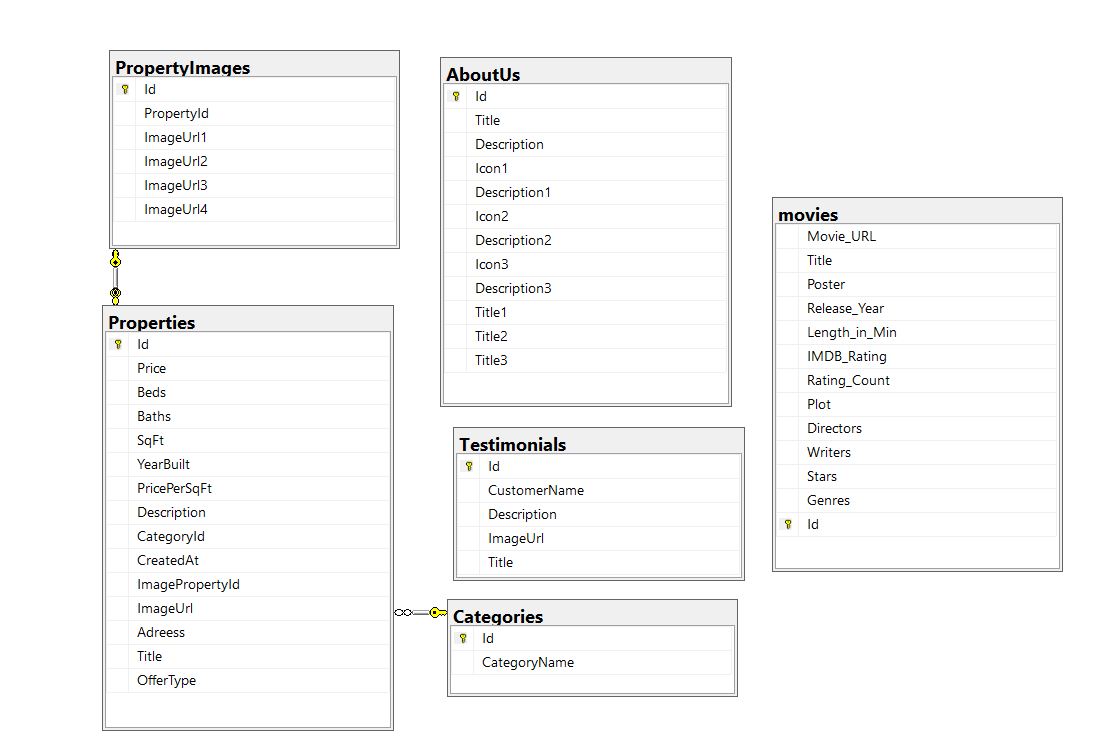 PropertyImages
Id
PropertyId
ImageUrl1
ImageUrl2
ImageUrl3
ImageUrl4
Properties
Id
Price
Beds
Baths
SqFt
YearBuilt
PricePerSqFt
Description
CategoryId
CreatedAt
ImagePropertyId
ImageUrl
Adreess
Title
OfferType
AboutUs
Id
Title
Description
Icon1
Description1
Icon2
Description2
Icon3
Description3
Title1
Title2
Title3
Testimonials
Id
CustomerName
Description
ImageUrl
Title
Categories
Id
CategoryName
movies
Movie_URL
Title
Poster
Release_Year
Length_in_Min
IMDB_Rating
Rating_Count
Plot
Directors
Writers
Stars
Genres
Id